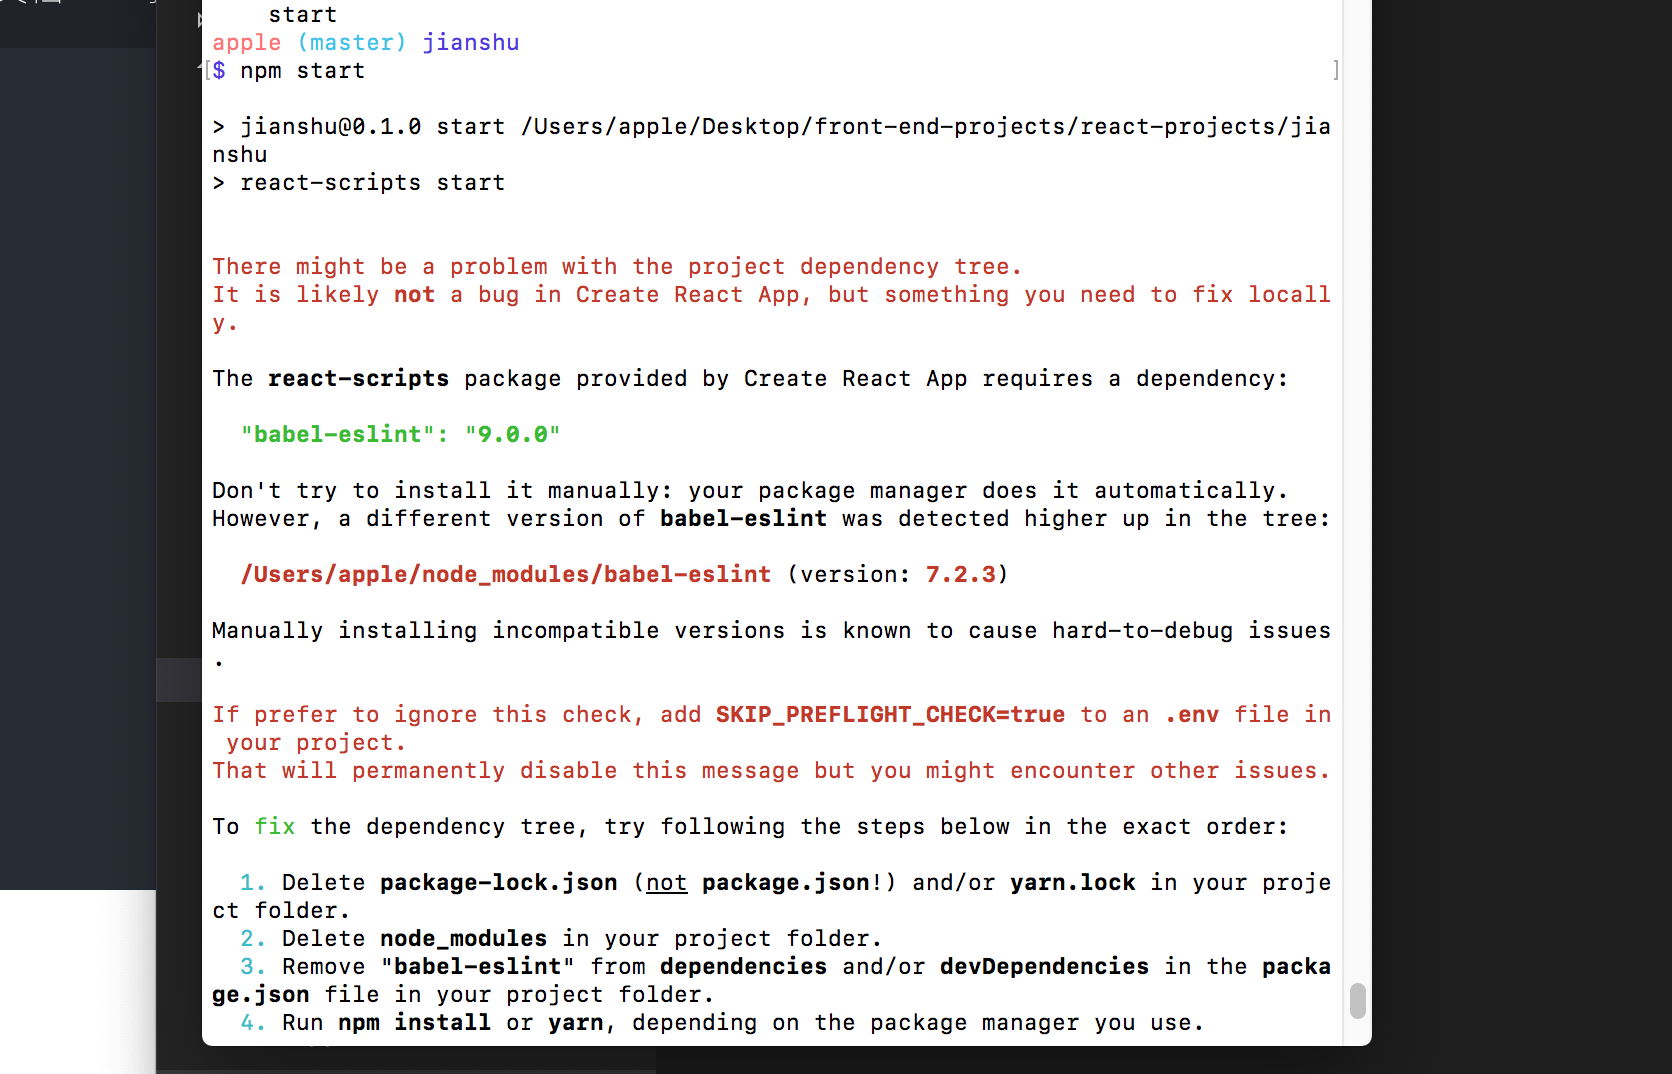 start
apple (master) jianshu
[$ npm start ]
> jianshu@0.1.0 start /Users/apple/Desktop/front-end-projects/react-projects/jia
nshu
> react-scripts start
There might be a problem with the project dependency tree.
It is likely not a bug in Create React App, but something you need to fix locall
y.
The react-scripts package provided by Create React App requires a dependency:
"babel-eslint": "9.0.0"
Don't try to install it manually: your package manager does it automatically.
However, a different version of babel-eslint was detected higher up in the tree:
/Users/apple/node_modules/babel-eslint (version: 7.2.3)
Manually installing incompatible versions is known to cause hard-to-debug issues
.
If prefer to ignore this check, add SKIP_PREFLIGHT_CHECK=true to an .env file in
your project.
That will permanently disable this message but you might encounter other issues.
To fix the dependency tree, try following the steps below in the exact order:
1. Delete package-lock.json (not package.json!) and/or yarn.lock in your proje
ct folder.
2. Delete node_modules in your project folder.
3. Remove "babel-eslint" from dependencies and/or devDependencies in the packa
ge.json file in your project folder.
4. Run npm install or yarn, depending on the package manager you use.